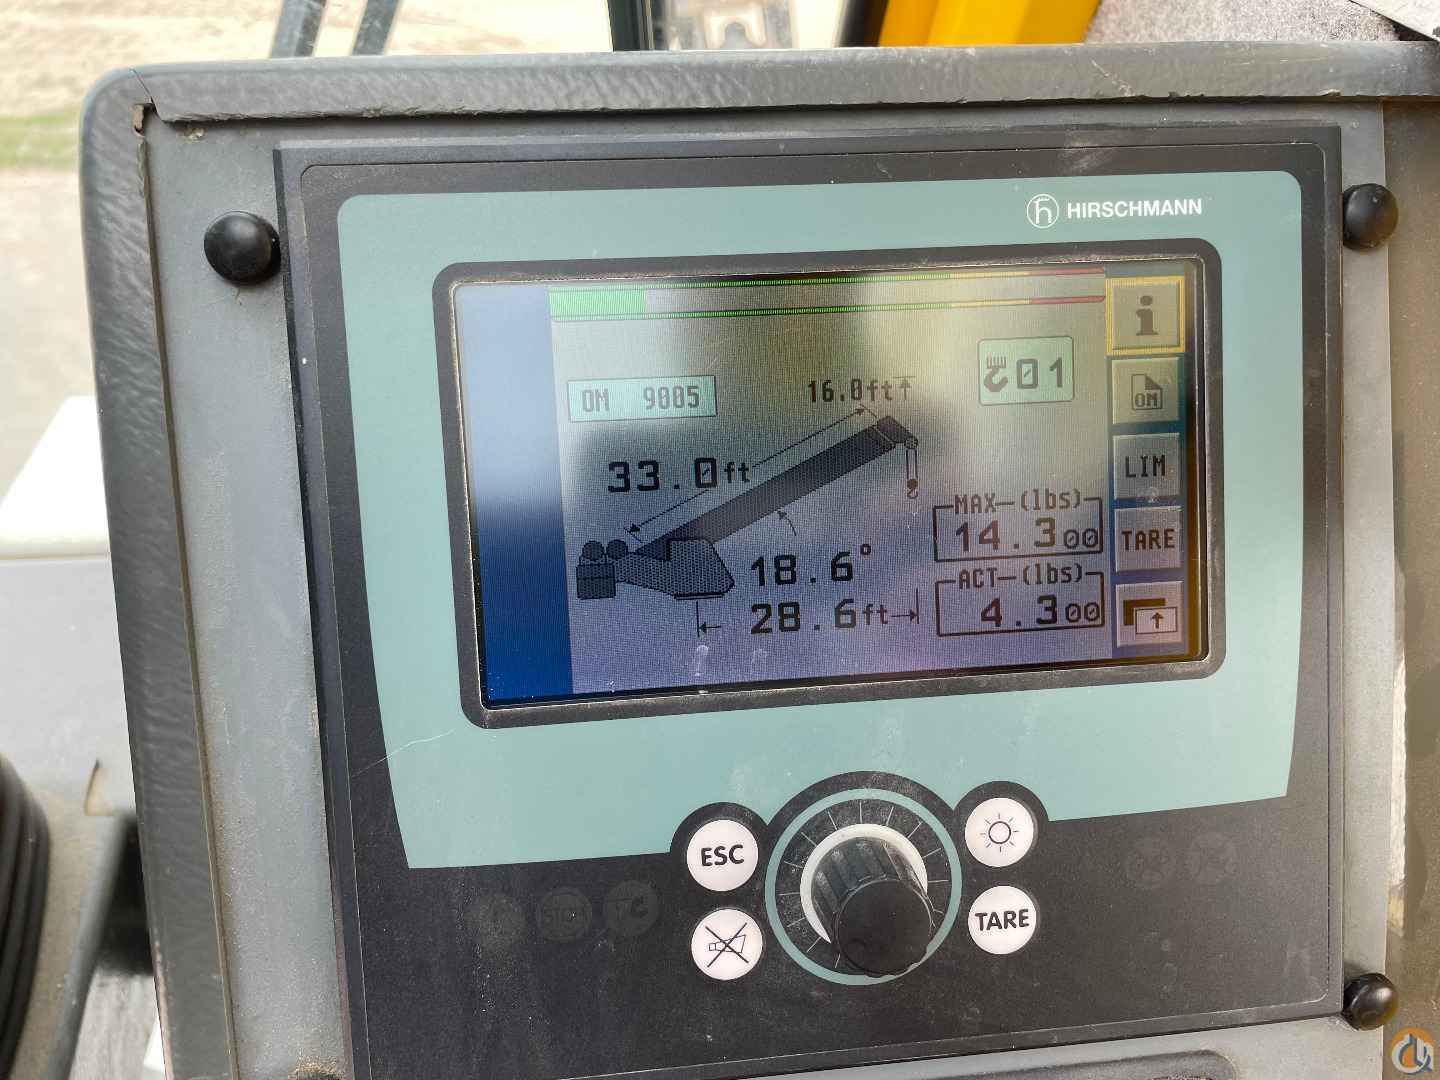 HIRSCHMANN
i
OM 9005
16.0ft
01
OM
33.0ft
LIM
MAX (lbs)
14.300
TARE
18.6°
ACT (lbs)
28.6ft
4.300
ESC
TARE